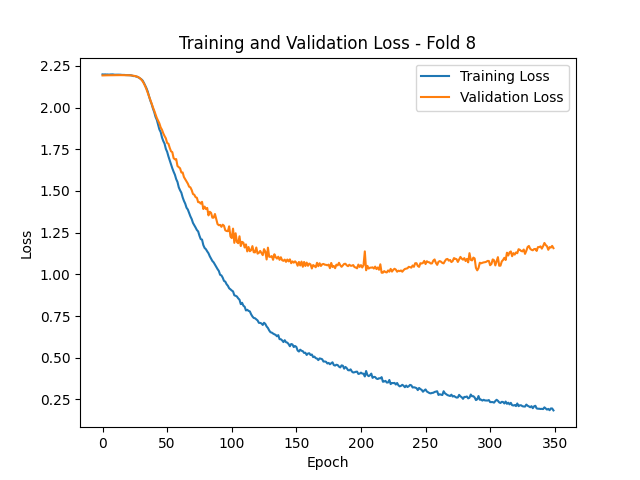 Training and Validation Loss - Fold 8
Training Loss
Validation Loss
Loss
2.25
2.00
1.75
1.50
1.25
1.00
0.75
0.50
0.25
0 50 100 150 200 250 300 350
Epoch